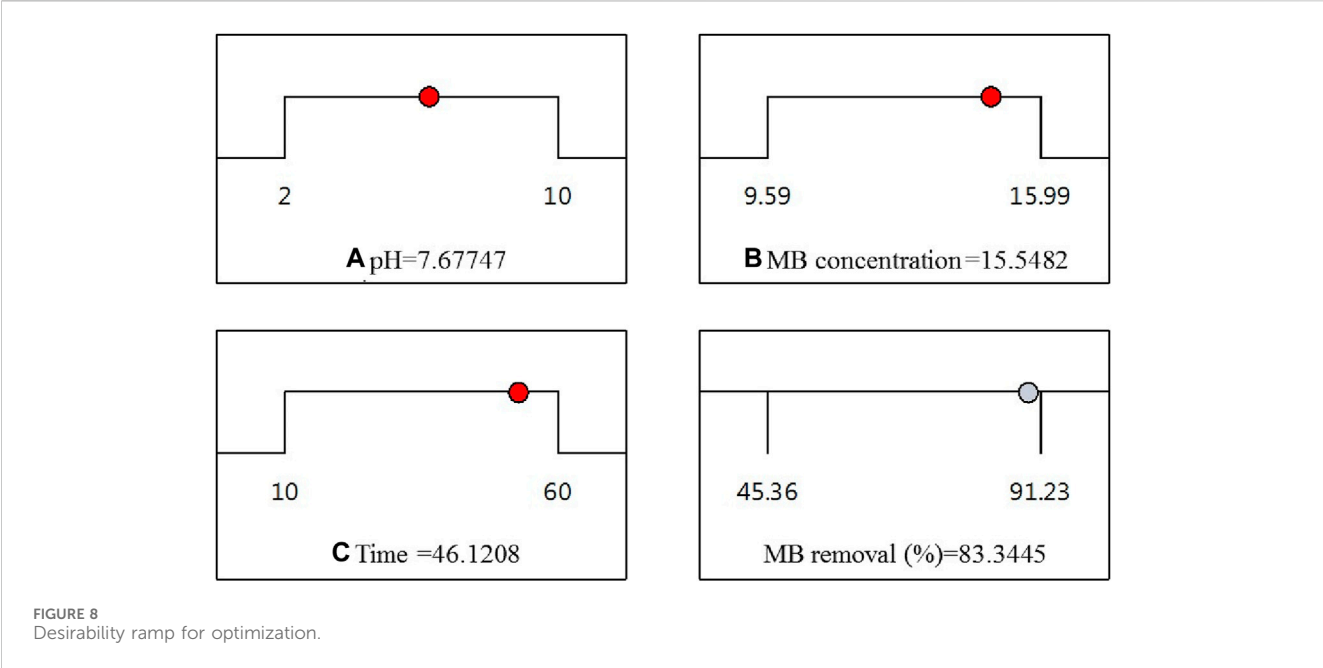 2 10
A pH=7.67747
9.59 15.99
B MB concentration=15.5482
10 60
C Time =46.1208
45.36 91.23
MB removal (%)=83.3445
FIGURE 8
Desirability ramp for optimization.